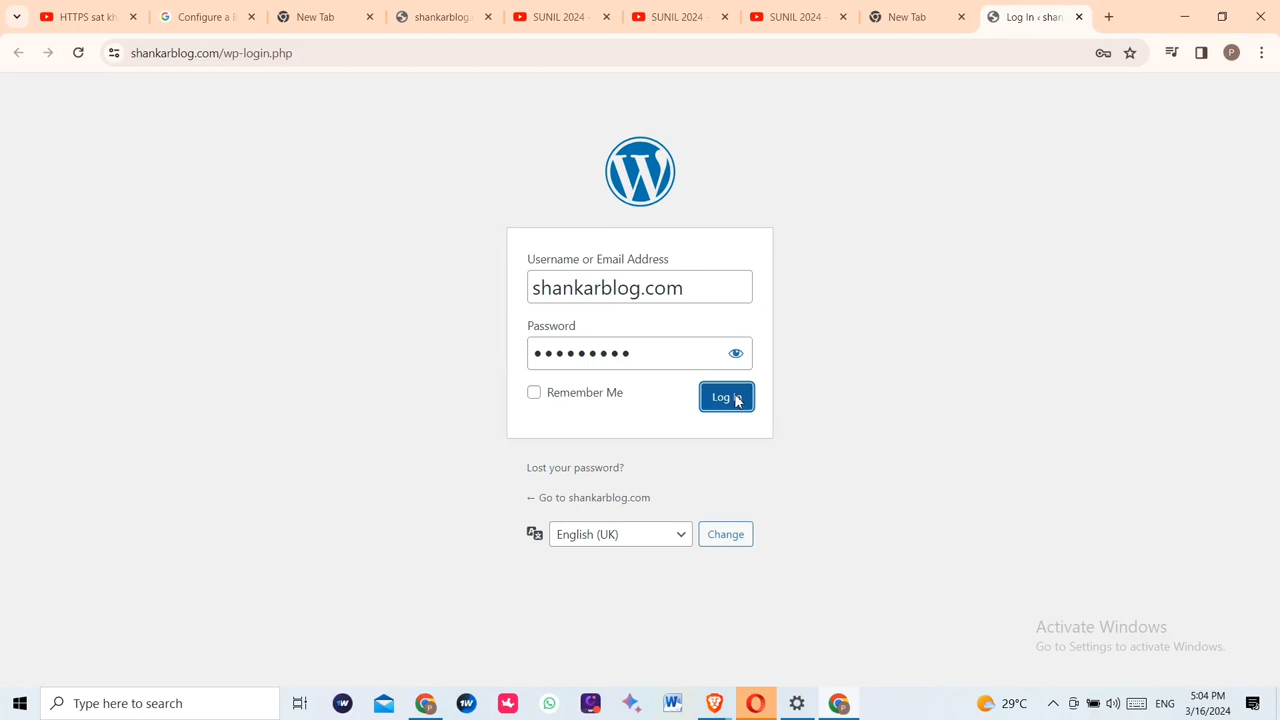 HTTPS sat kh
Configure a B
New Tab
shankarblog.
SUNIL 2024 -
SUNIL 2024 -
SUNIL 2024 -
New Tab
Log In ‹ shan
shankarblog.com/wp-login.php
P
Username or Email Address
shankarblog.com
Password
Remember Me
Log In
Lost your password?
← Go to shankarblog.com
English (UK)
Change
Activate Windows
Go to Settings to activate Windows.
Type here to search
29°C
ENG
5:04 PM
3/16/2024